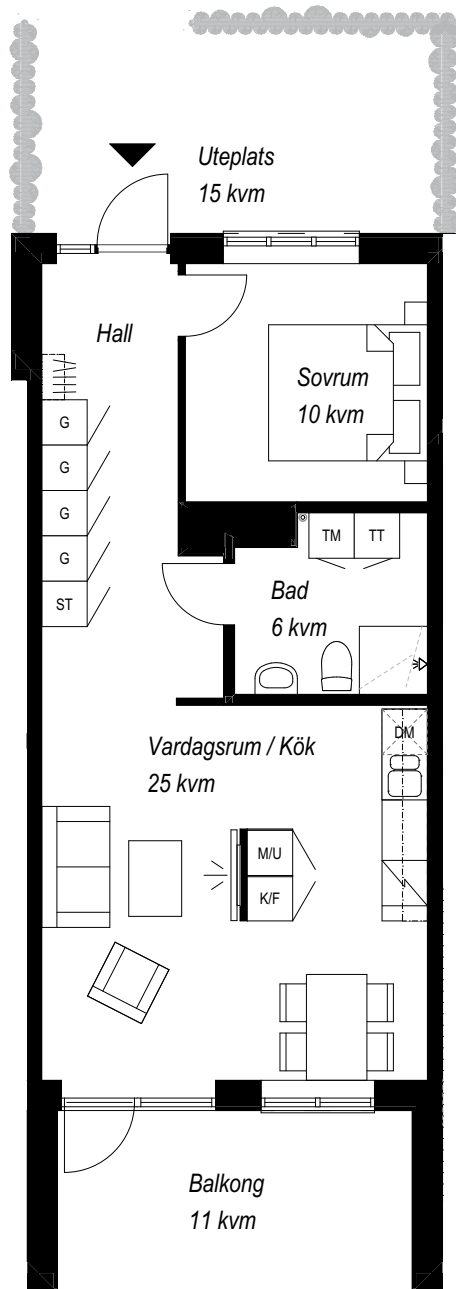 Uteplats
15 kvm
Hall
Sovrum
10 kvm
G
G
G
G
ST
TM
TT
Bad
6 kvm
Vardagsrum / Kök
25 kvm
DM
M/U
K/F
Balkong
11 kvm